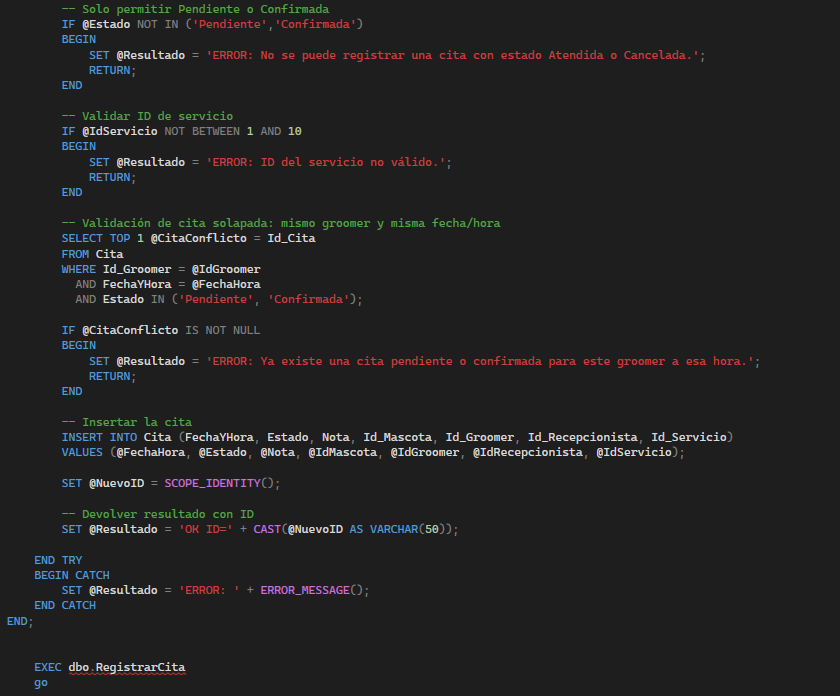 -- Solo permitir Pendiente o Confirmada
IF @Estado NOT IN ('Pendiente','Confirmada')
BEGIN
SET @Resultado = 'ERROR: No se puede registrar una cita con estado Atendida o Cancelada.';
RETURN;
END
-- Validar ID de servicio
IF @IdServicio NOT BETWEEN 1 AND 10
BEGIN
SET @Resultado = 'ERROR: ID del servicio no válido.';
RETURN;
END
-- Validación de cita solapada: mismo groomer y misma fecha/hora
SELECT TOP 1 @CitaConflicto = Id_Cita
FROM Cita
WHERE Id_Groomer = @IdGroomer
AND FechaYHora = @FechaHora
AND Estado IN ('Pendiente', 'Confirmada');
IF @CitaConflicto IS NOT NULL
BEGIN
SET @Resultado = 'ERROR: Ya existe una cita pendiente o confirmada para este groomer a esa hora.';
RETURN;
END
-- Insertar la cita
INSERT INTO Cita (FechaYHora, Estado, Nota, Id_Mascota, Id_Groomer, Id_Recepcionista, Id_Servicio)
VALUES (@FechaHora, @Estado, @Nota, @IdMascota, @IdGroomer, @IdRecepcionista, @IdServicio);
SET @NuevoID = SCOPE_IDENTITY();
-- Devolver resultado con ID
SET @Resultado = 'OK ID=' + CAST(@NuevoID AS VARCHAR(50));
END TRY
BEGIN CATCH
SET @Resultado = 'ERROR: ' + ERROR_MESSAGE();
END CATCH
END;
EXEC dbo.RegistrarCita
go